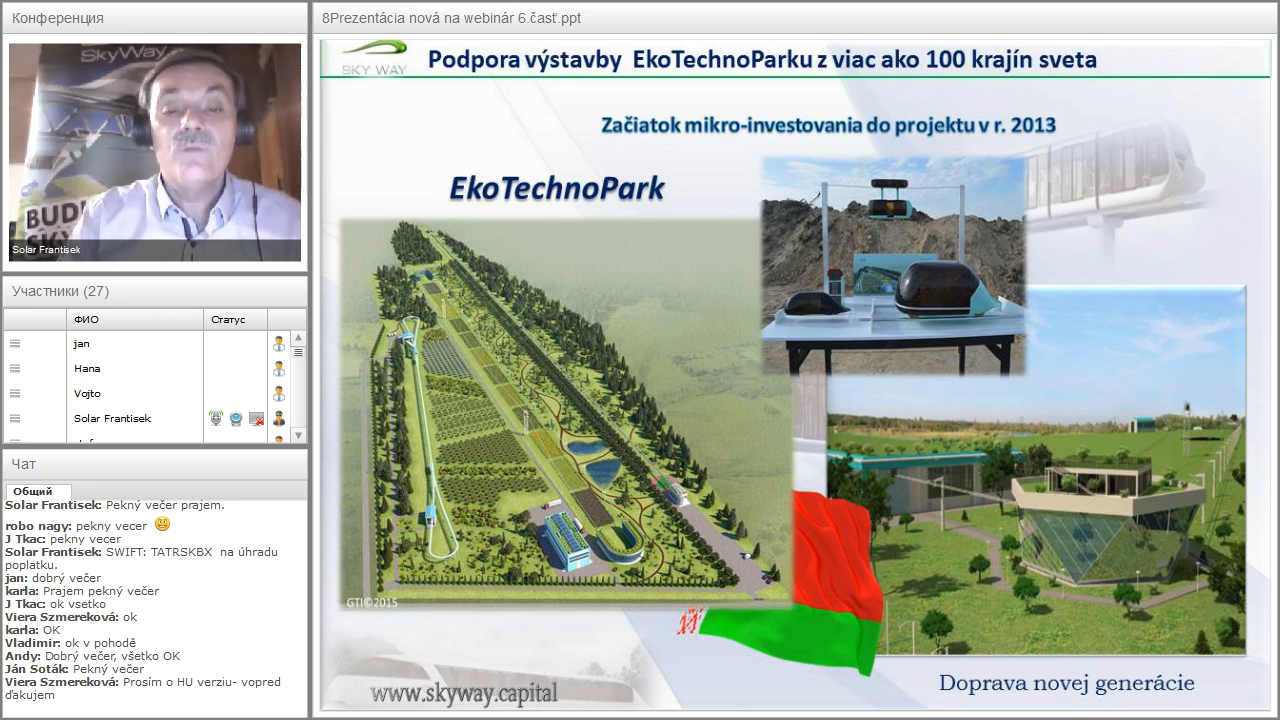 Конференция
SkyWay
BUDI
Solar Frantisek
Участники (27)
ФИО
Статус
jan
Hana
Vojto
Solar Frantisek
Чат
Общий
Solar Frantisek: Pekný večer prajem.
robo nagy: pekny vecer
J Tkac: pekny vecer
Solar Frantisek: SWIFT: TATRSKBX na úhradu
poplatku.
jan: dobrý večer
karla: Prajem pekný večer
J Tkac: ok vsetko
Viera Szmereková: ok
karla: OK
Vladimir: ok v pohodě
Andy: Dobrý večer, všetko OK
Ján Soták: Pekný večer
Viera Szmereková: Prosím o HU verziu- vopred
ďakujem
8Prezentácia nová na webinár 6.časť.ppt
SKY WAY
Podpora výstavby EkoTechnoParku z viac ako 100 krajín sveta
Začiatok mikro-investovania do projektu v r. 2013
EkoTechnoPark
GTI©2015
www.skyway.capital
Doprava novej generácie